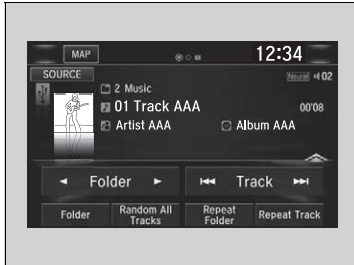 MAP
12:34
SOURCE
Neural 02
2 Music
01 Track AAA
00'08
Artist AAA
Album AAA
Folder
Track
Folder
Random All Tracks
Repeat Folder
Repeat Track